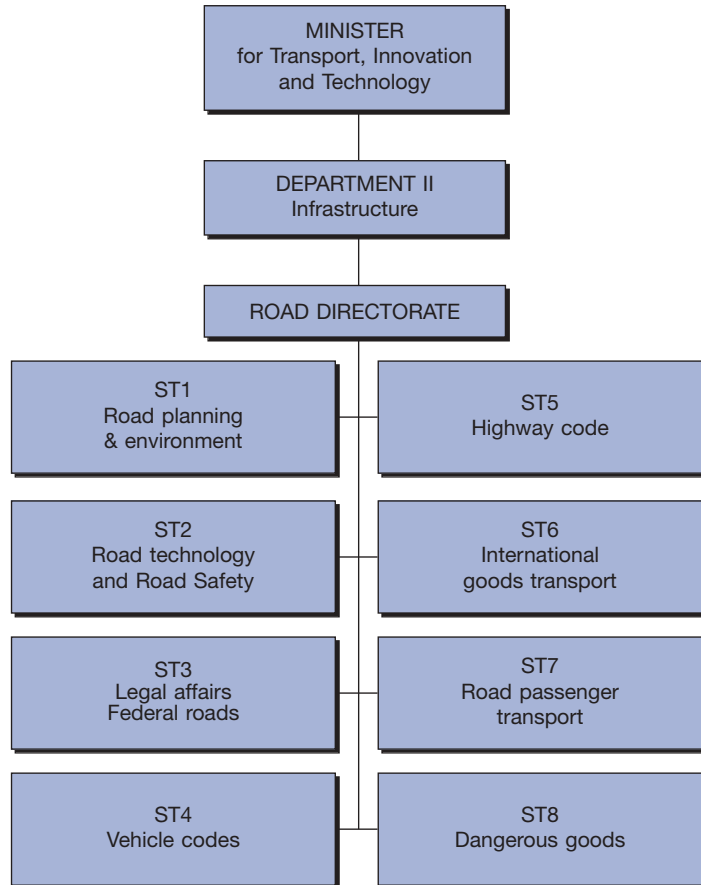 MINISTER
for Transport, Innovation
and Technology
DEPARTMENT II
Infrastructure
ROAD DIRECTORATE
ST1
Road planning
& environment
ST2
Road technology
and Road Safety
ST3
Legal affairs
Federal roads
ST4
Vehicle codes
ST5
Highway code
ST6
International
goods transport
ST7
Road passenger
transport
ST8
Dangerous goods